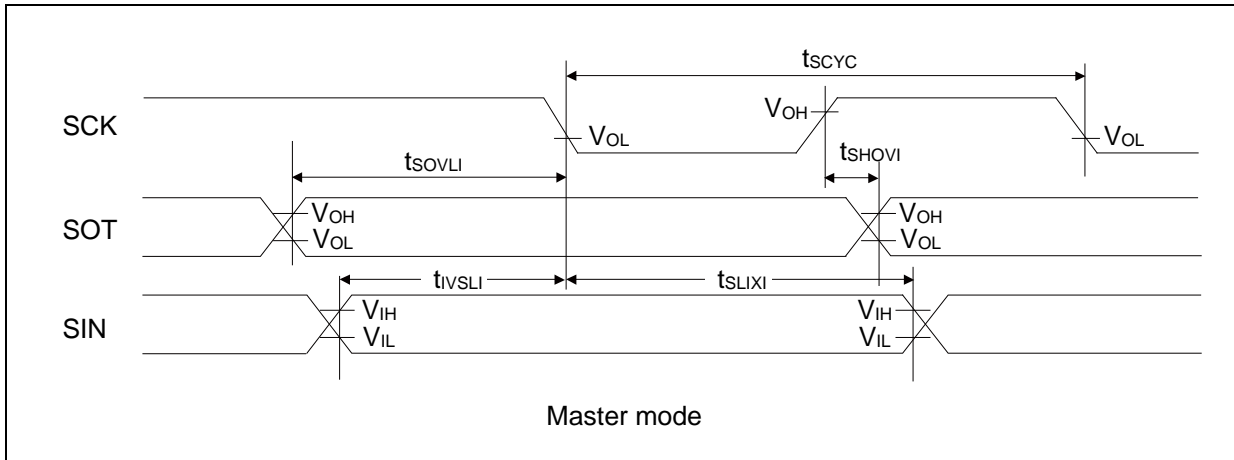 tSCYC
SCK
VOH
VOL
VOL
tSOVLI
tSHOVI
SOT
VOH
VOL
VOH
VOL
tIVSLI
tSLIXI
SIN
VIH
VIL
VIH
VIL
Master mode